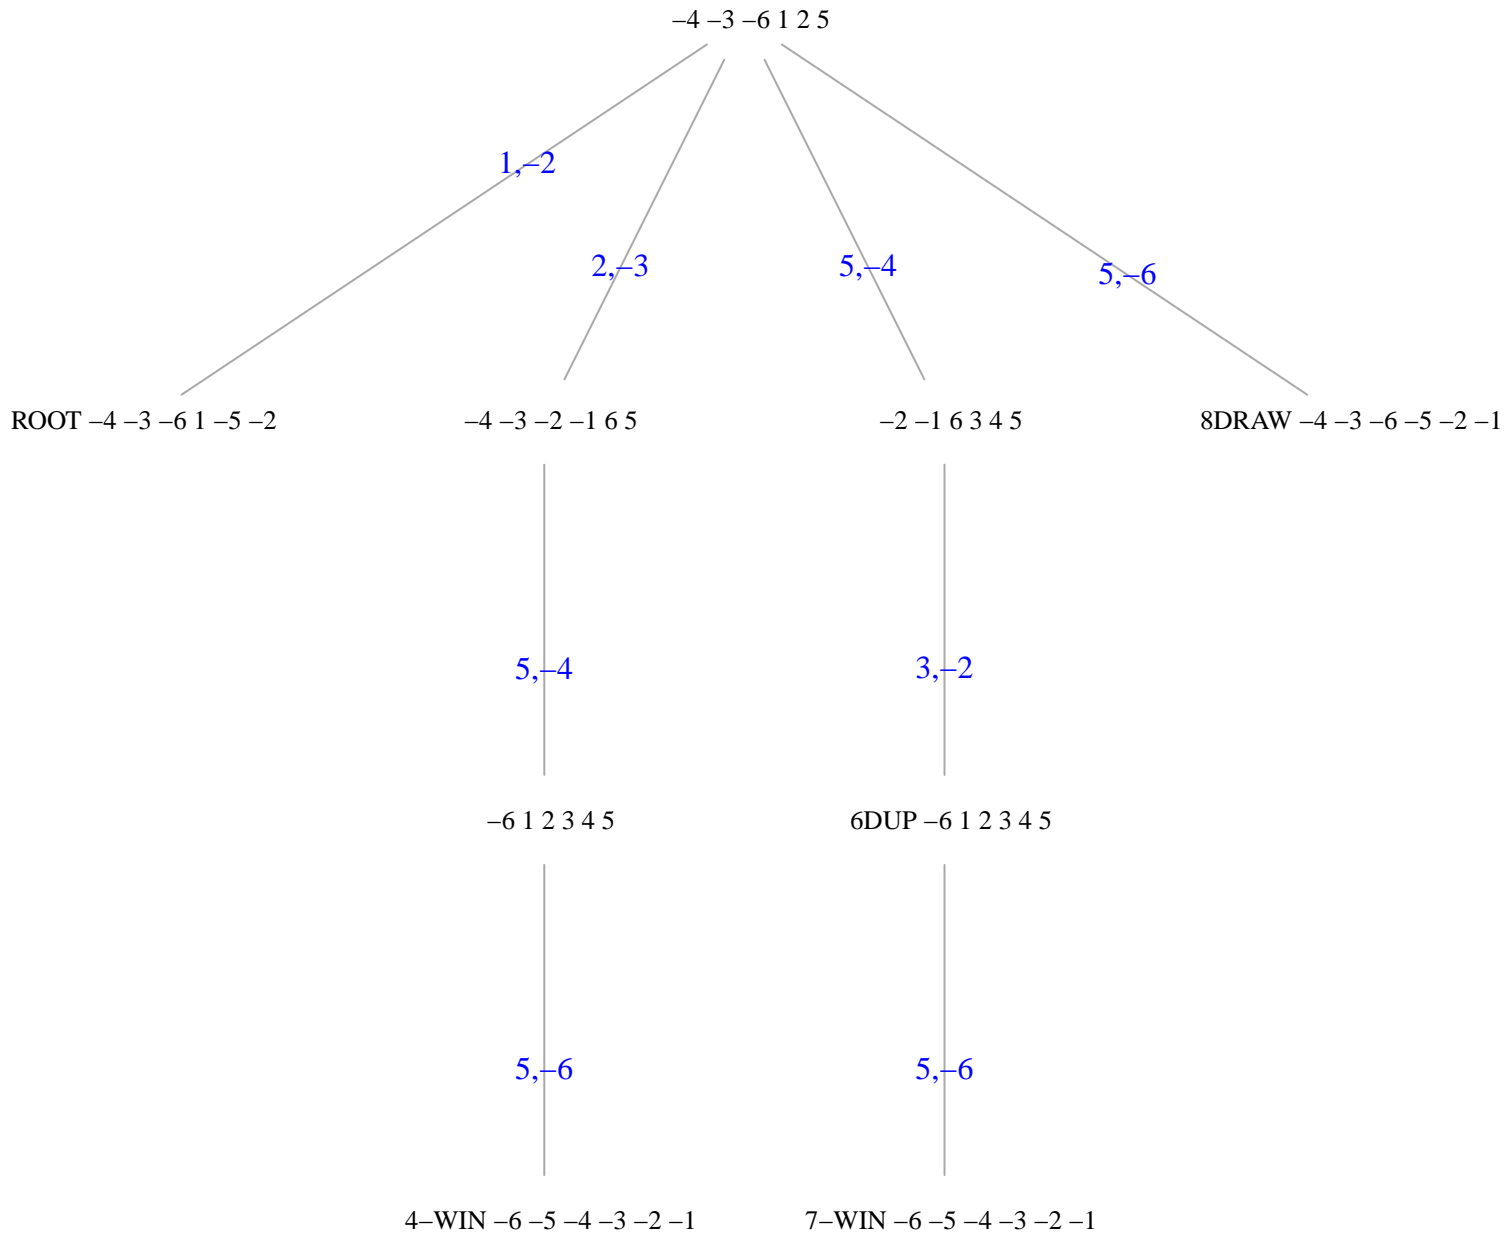 –4 –3 –6 1 2 5
1,–2
2,–3
5,–4
5,–6
ROOT –4 –3 –6 1 –5 –2
–4 –3 –2 –1 6 5
–2 –1 6 3 4 5
8DRAW –4 –3 –6 –5 –2 –1
5,–4
3,–2
–6 1 2 3 4 5
6DUP –6 1 2 3 4 5
5,–6
5,–6
4–WIN –6 –5 –4 –3 –2 –1
7–WIN –6 –5 –4 –3 –2 –1